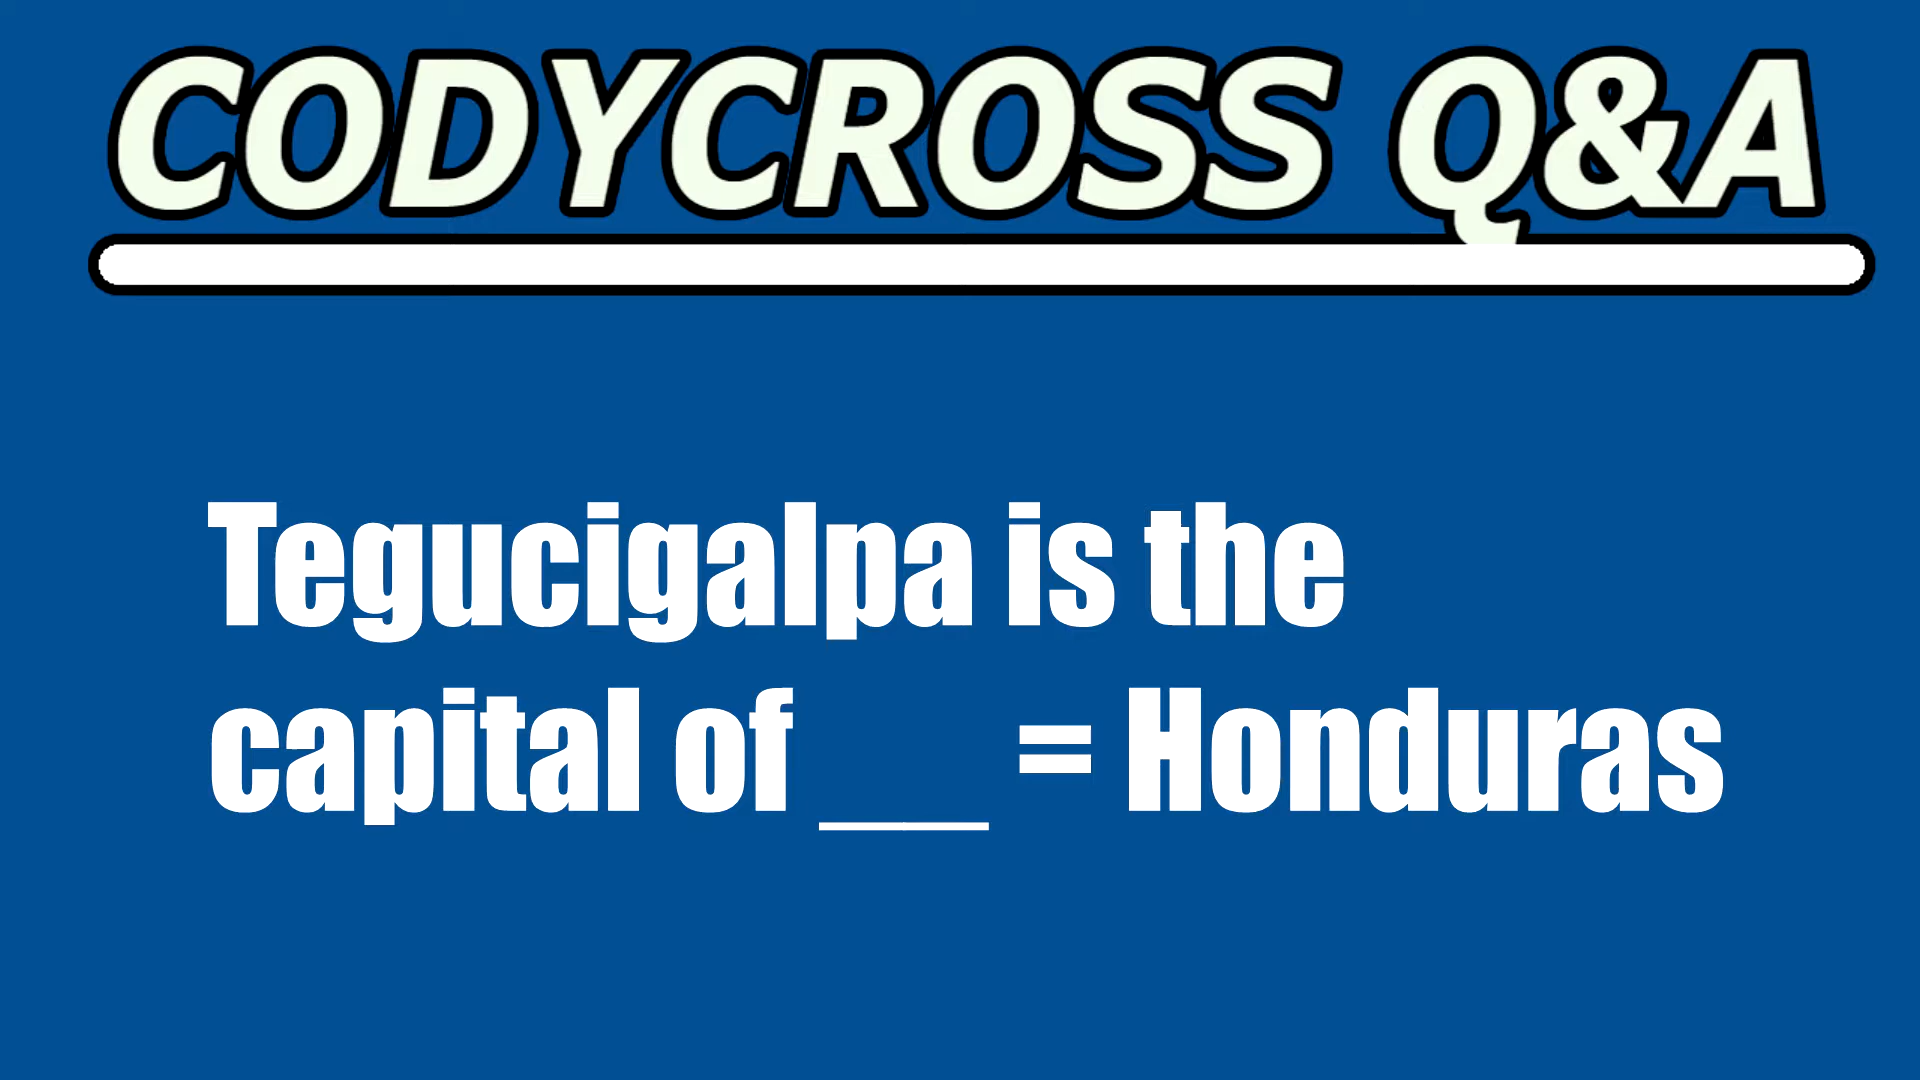 CODYCROSS Q&A
Tegucigalpa is the
capital of __ = Honduras